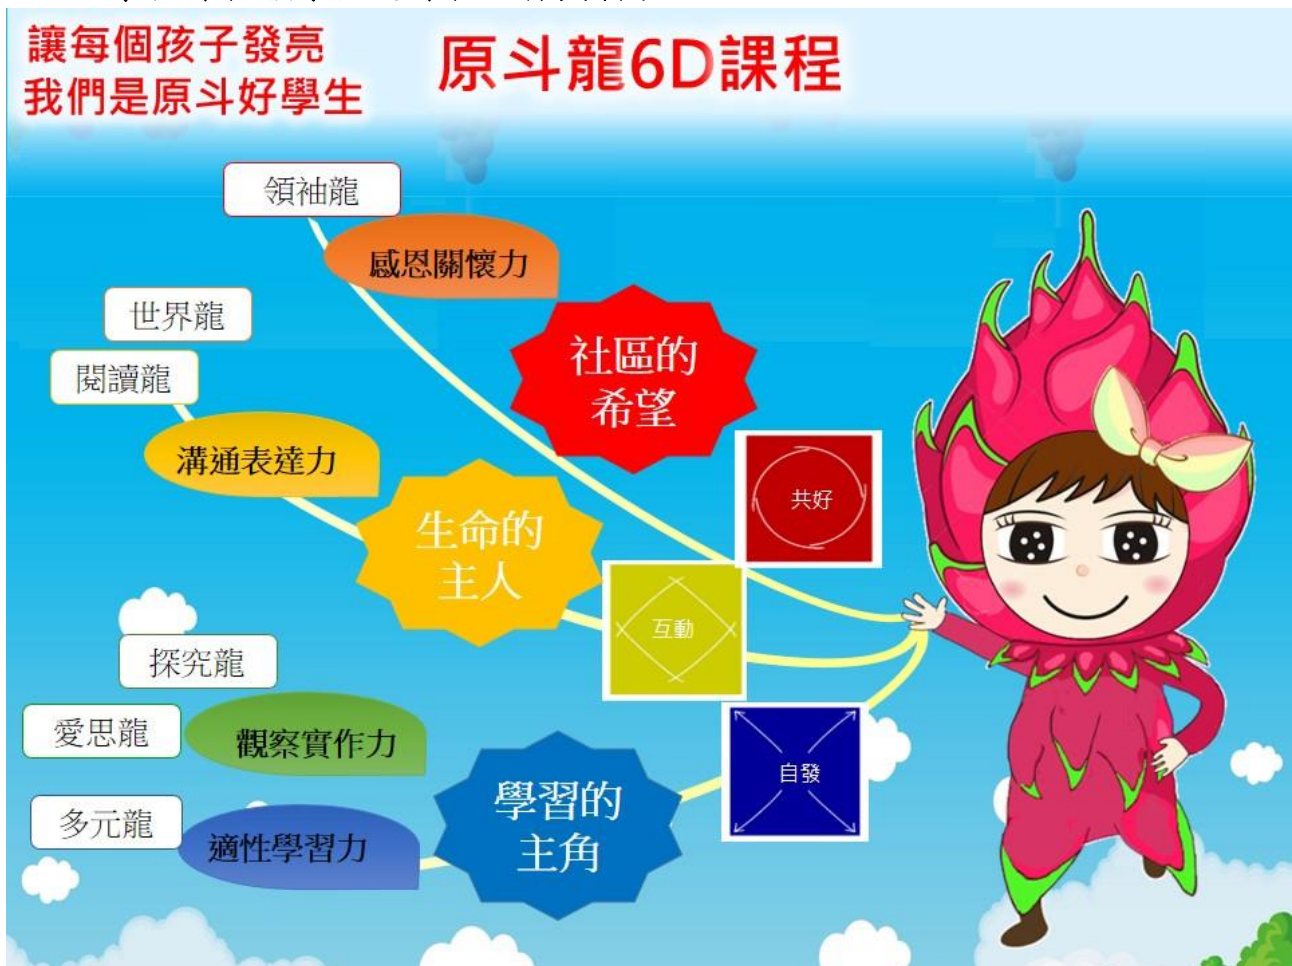 讓每個孩子發亮
我們是原斗好學生
原斗龍6D課程
領袖龍
感恩關懷力
社區的
希望
共好
世界龍
閱讀龍
溝通表達力
生命的
主人
互動
探究龍
愛思龍
觀察實作力
多元龍
適性學習力
學習的
主角
自發